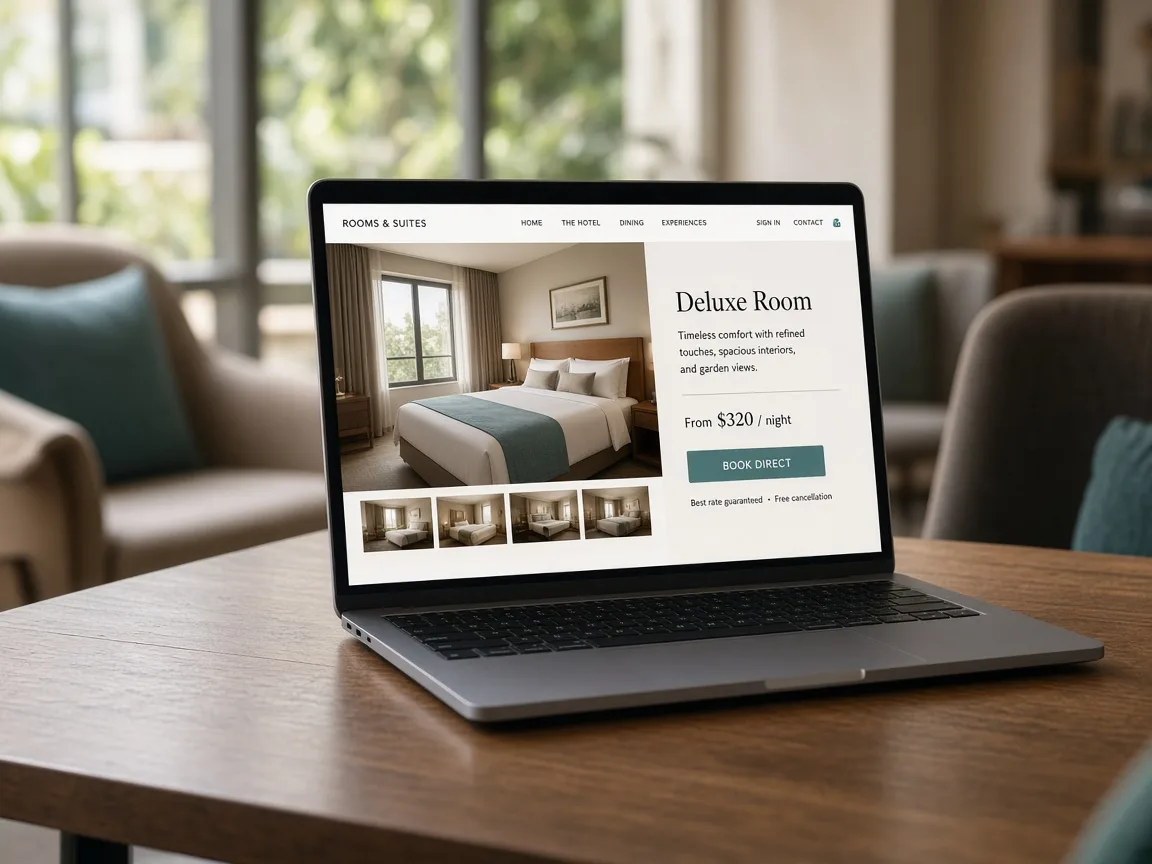 ROOMS & SUITES HOME THE HOTEL DINING EXPERIENCES SIGN IN CONTACT
Deluxe Room
Timeless comfort with refined
touches, spacious interiors,
and garden views.
From $320 / night
BOOK DIRECT
Best rate guaranteed • Free cancellation